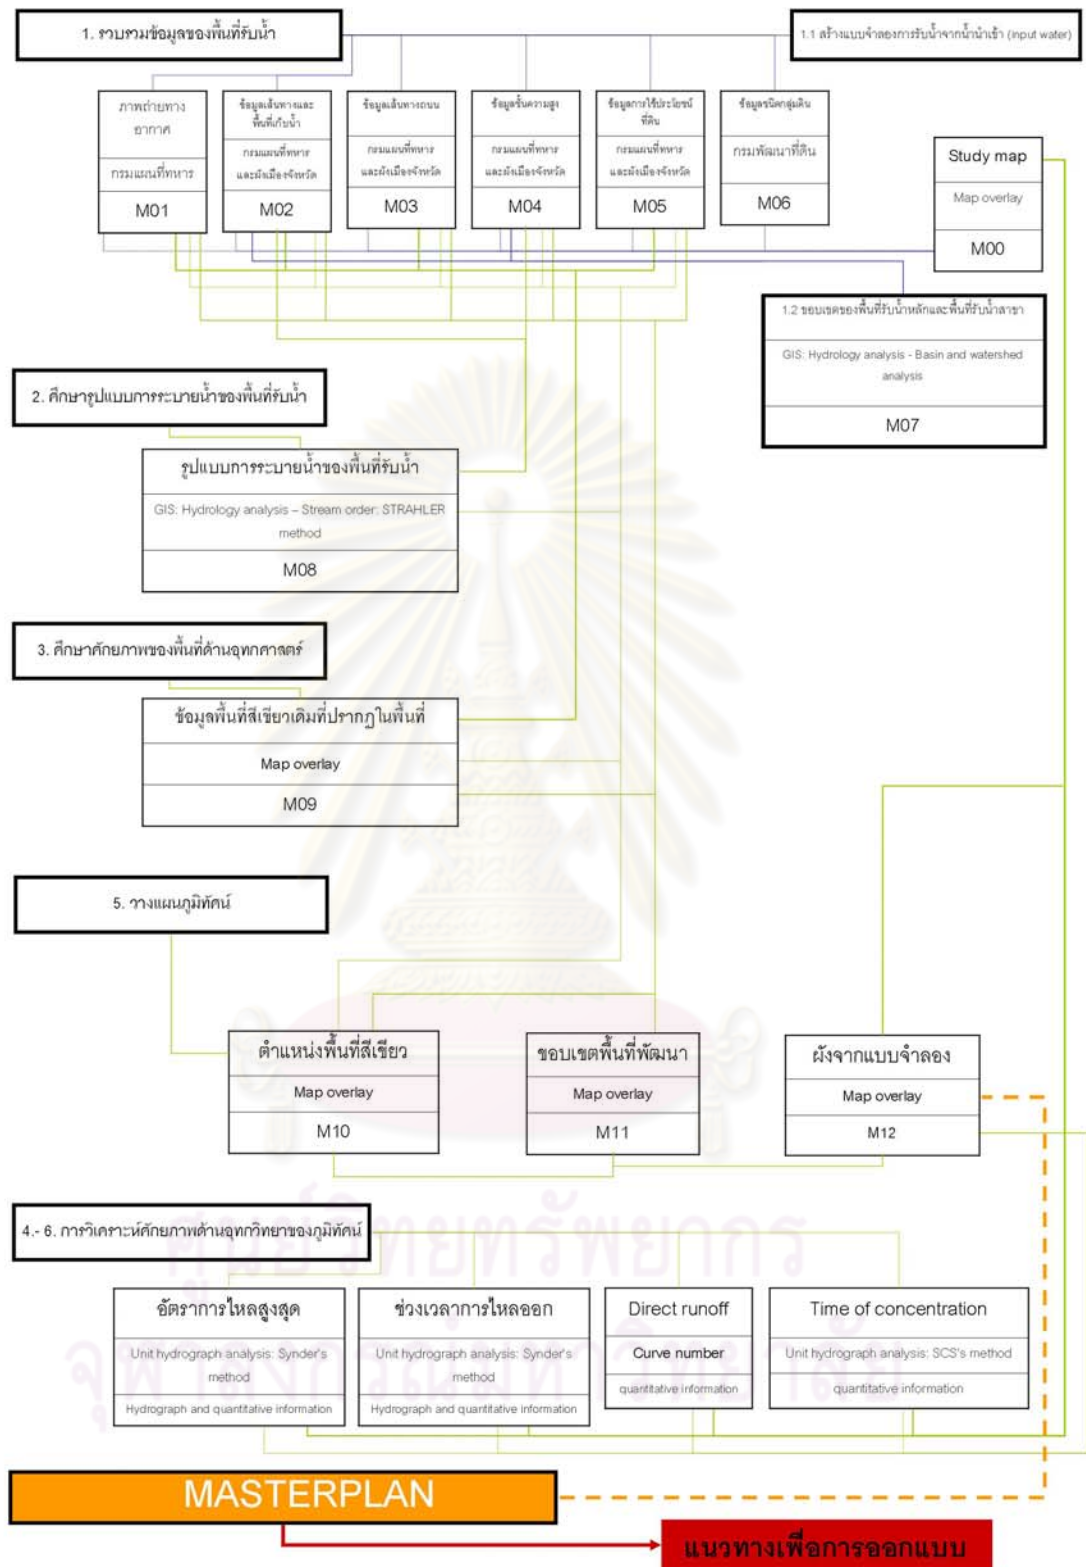 1. รวบรวมข้อมูลของพื้นที่รับน้ำ
1.1 สร้างแบบจำลองการรับน้ำจากน้ำนำเข้า (input water)
ภาพถ่ายทาง
อากาศ
กรมแผนที่ทหาร
M01
ข้อมูลเส้นทางและ
พื้นที่เก็บน้ำ
กรมแผนที่ทหาร
และผังเมืองจังหวัด
M02
ข้อมูลเส้นทางถนน
กรมแผนที่ทหาร
และผังเมืองจังหวัด
M03
ข้อมูลชั้นความสูง
กรมแผนที่ทหาร
และผังเมืองจังหวัด
M04
ข้อมูลการใช้ประโยชน์
ที่ดิน
กรมแผนที่ทหาร
และผังเมืองจังหวัด
M05
ข้อมูลชนิดกลุ่มดิน
กรมพัฒนาที่ดิน
M06
Study map
Map overlay
M00
1.2 ขอบเขตของพื้นที่รับน้ำหลักและพื้นที่รับน้ำสาขา
GIS: Hydrology analysis - Basin and watershed
analysis
M07
2. ศึกษารูปแบบการระบายน้ำของพื้นที่รับน้ำ
รูปแบบการระบายน้ำของพื้นที่รับน้ำ
GIS: Hydrology analysis – Stream order: STRAHLER
method
M08
3. ศึกษาศักยภาพของพื้นที่ด้านอุทกศาสตร์
ข้อมูลพื้นที่สีเขียวเดิมที่ปรากฏในพื้นที่
Map overlay
M09
5. วางแผนภูมิทัศน์
ตำแหน่งพื้นที่สีเขียว
Map overlay
M10
ขอบเขตพื้นที่พัฒนา
Map overlay
M11
ผังจากแบบจำลอง
Map overlay
M12
4.- 6. การวิเคราะห์ศักยภาพด้านอุทกวิทยาของภูมิทัศน์
อัตราการไหลสูงสุด
Unit hydrograph analysis: Synder's
method
Hydrograph and quantitative information
ช่วงเวลาการไหลออก
Unit hydrograph analysis: Synder's
method
Hydrograph and quantitative information
Direct runoff
Curve number
quantitative information
Time of concentration
Unit hydrograph analysis: SCS's method
quantitative information
ศูนย์วิทยทรัพยากร
จุฬาลงกรณ์มหาวิทยาลัย
MASTERPLAN
แนวทางเพื่อการออกแบบ